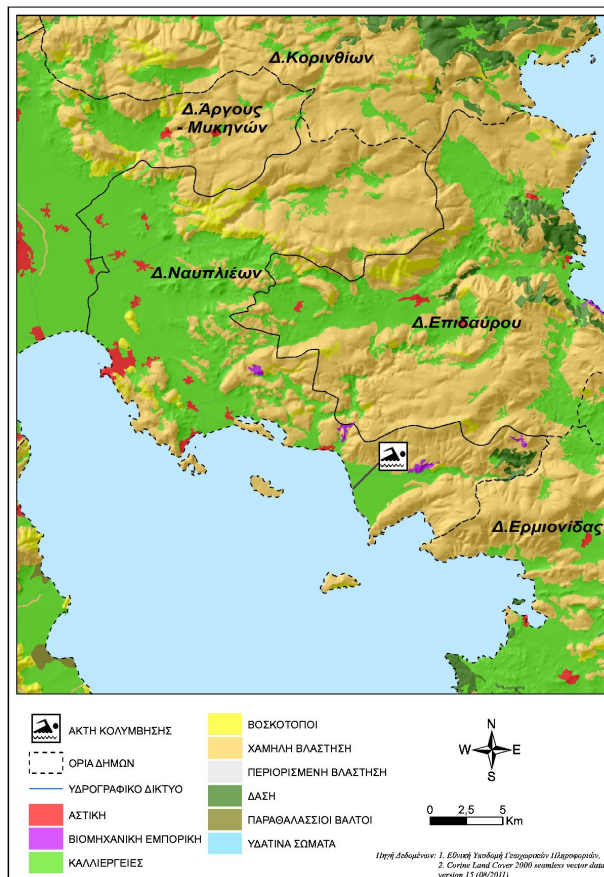 Δ.Κορινθίων
Δ.Άργους
- Μυκηνών
Δ.Ναυπλιέων
Δ.Επιδαύρου
Δ.Ερμιονίδας
ΑΚΤΗ ΚΟΛΥΜΒΗΣΗΣ
ΟΡΙΑ ΔΗΜΩΝ
ΥΔΡΟΓΡΑΦΙΚΟ ΔΙΚΤΥΟ
ΑΣΤΙΚΗ
ΒΙΟΜΗΧΑΝΙΚΗ ΕΜΠΟΡΙΚΗ
ΚΑΛΛΙΕΡΓΕΙΕΣ
ΒΟΣΚΟΤΟΠΟΙ
ΧΑΜΗΛΗ ΒΛΑΣΤΗΣΗ
ΠΕΡΙΟΡΙΣΜΕΝΗ ΒΛΑΣΤΗΣΗ
ΔΑΣΗ
ΠΑΡΑΘΑΛΑΣΣΙΟΙ ΒΑΛΤΟΙ
ΥΔΑΤΙΝΑ ΣΩΜΑΤΑ
N
W E
S
0 2,5 5
Km
Πηγή Δεδομένων: 1. Εθνική Υποδομή Γεωχωρικών Πληροφοριών,
2. Corine Land Cover 2000 seamless vector data
version 15 (08/2011)